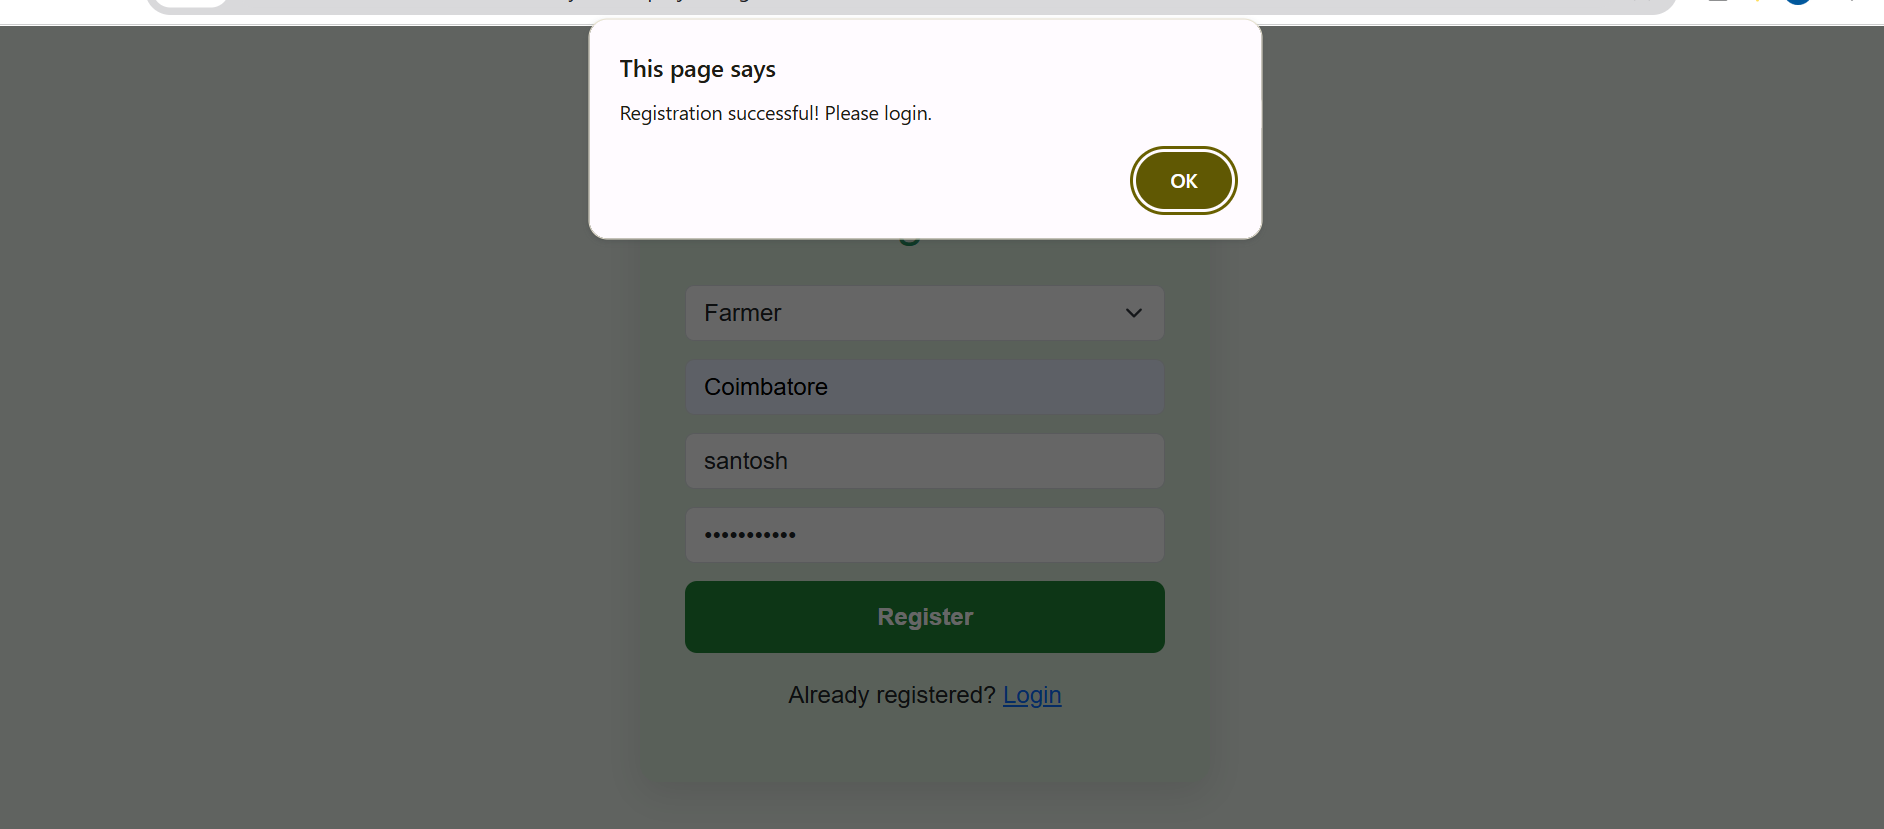 This page says
Registration successful! Please login.
OK
Farmer
Coimbatore
santosh
•••••••••••
Register
Already registered? Login